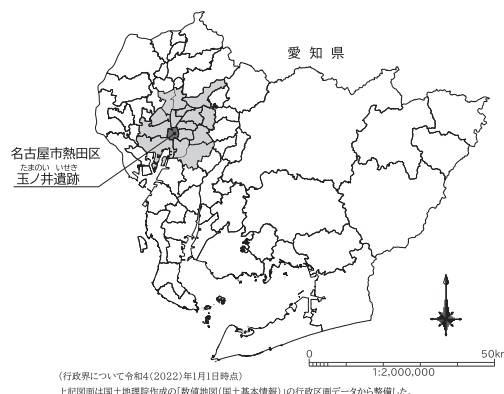 愛知県
名古屋市熱田区
たまのい いせき
玉ノ井遺跡
0 50km
1:2,000,000
(行政界について令和4(2022)年1月1日時点)
上記図画は国土地理院作成の「数値地図(国土基本情報)」の行政区画データから整備した。